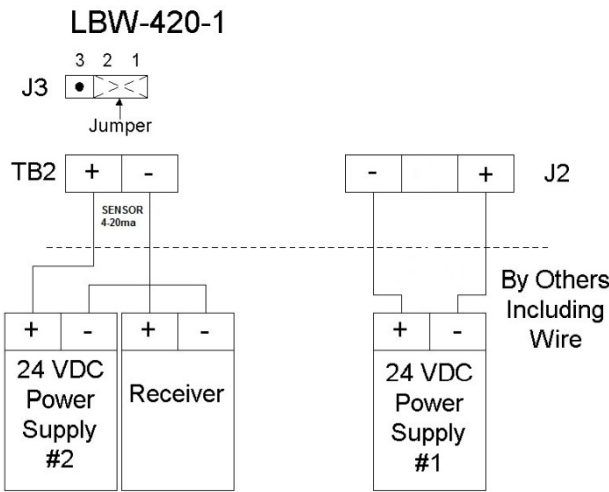 LBW-420-1
3 2 1
J3
Jumper
TB2 + - - + J2
SENSOR
4-20ma
By Others
Including
Wire
+ - + - + -
24 VDC
Power
Supply
#2
Receiver
24 VDC
Power
Supply
#1